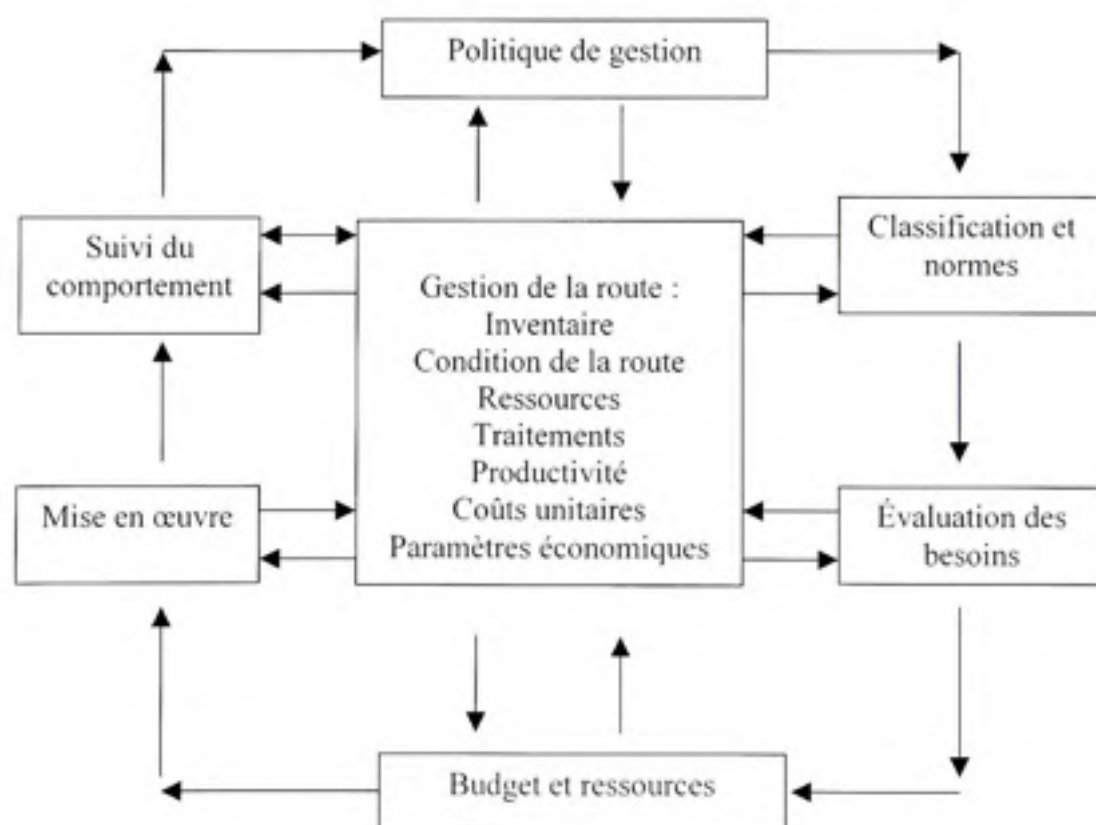 Politique de gestion
Suivi du
comportement
Classification et
normes
Gestion de la route :
Inventaire
Condition de la route
Ressources
Traitements
Productivité
Coûts unitaires
Paramètres économiques
Mise en œuvre
Évaluation des
besoins
Budget et ressources